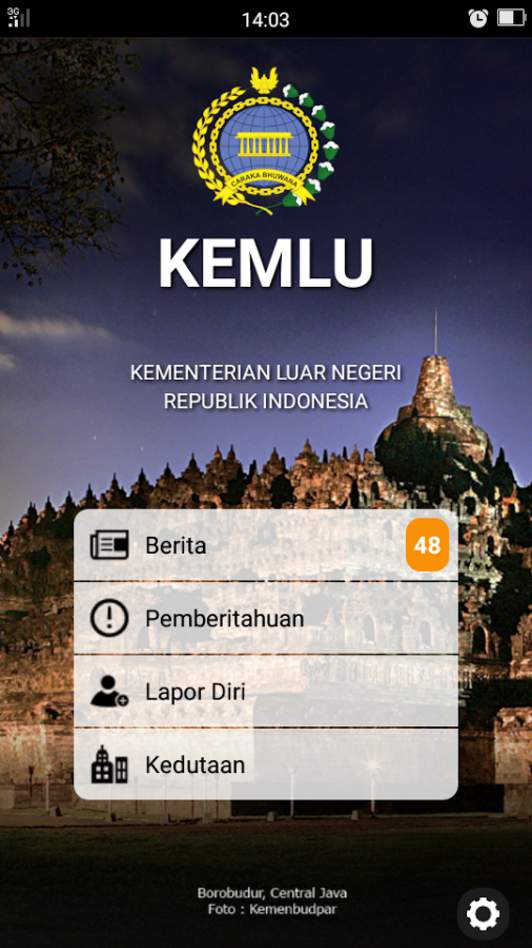 3G
14:03
CARAKA BHUWANA
KEMLU
KEMENTERIAN LUAR NEGERI
REPUBLIK INDONESIA
Berita 48
Pemberitahuan
Lapor Diri
Kedutaan
Borobudur, Central Java
Foto : Kemenbudpar